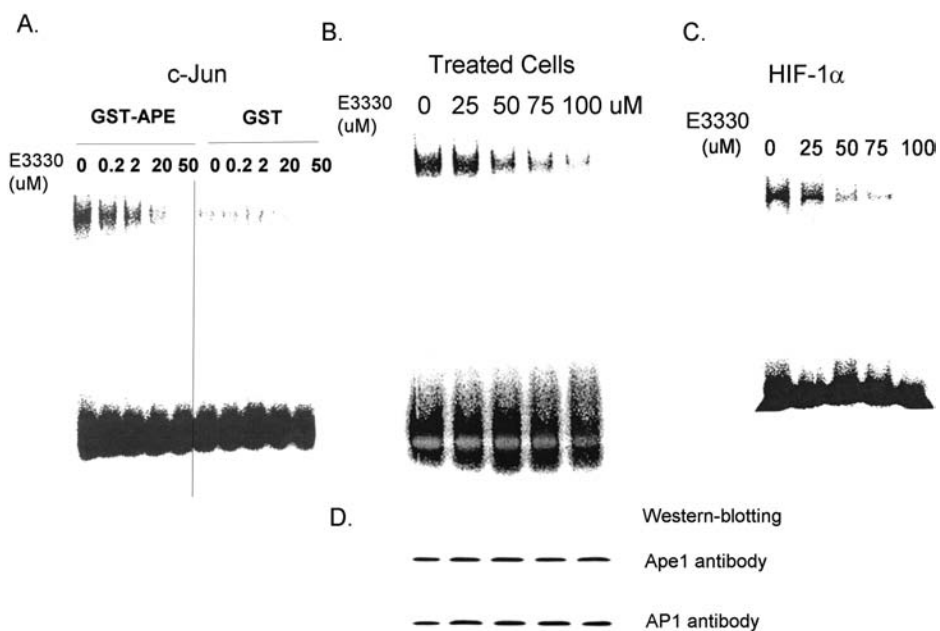 A.
c-Jun
GST-APE GST
E3330 (uM) 0 0.2 2 20 50 0 0.2 2 20 50
B.
Treated Cells
E3330 (uM) 0 25 50 75 100 uM
C.
HIF-1α
E3330 (uM) 0 25 50 75 100
D.
Western-blotting
Ape1 antibody
AP1 antibody